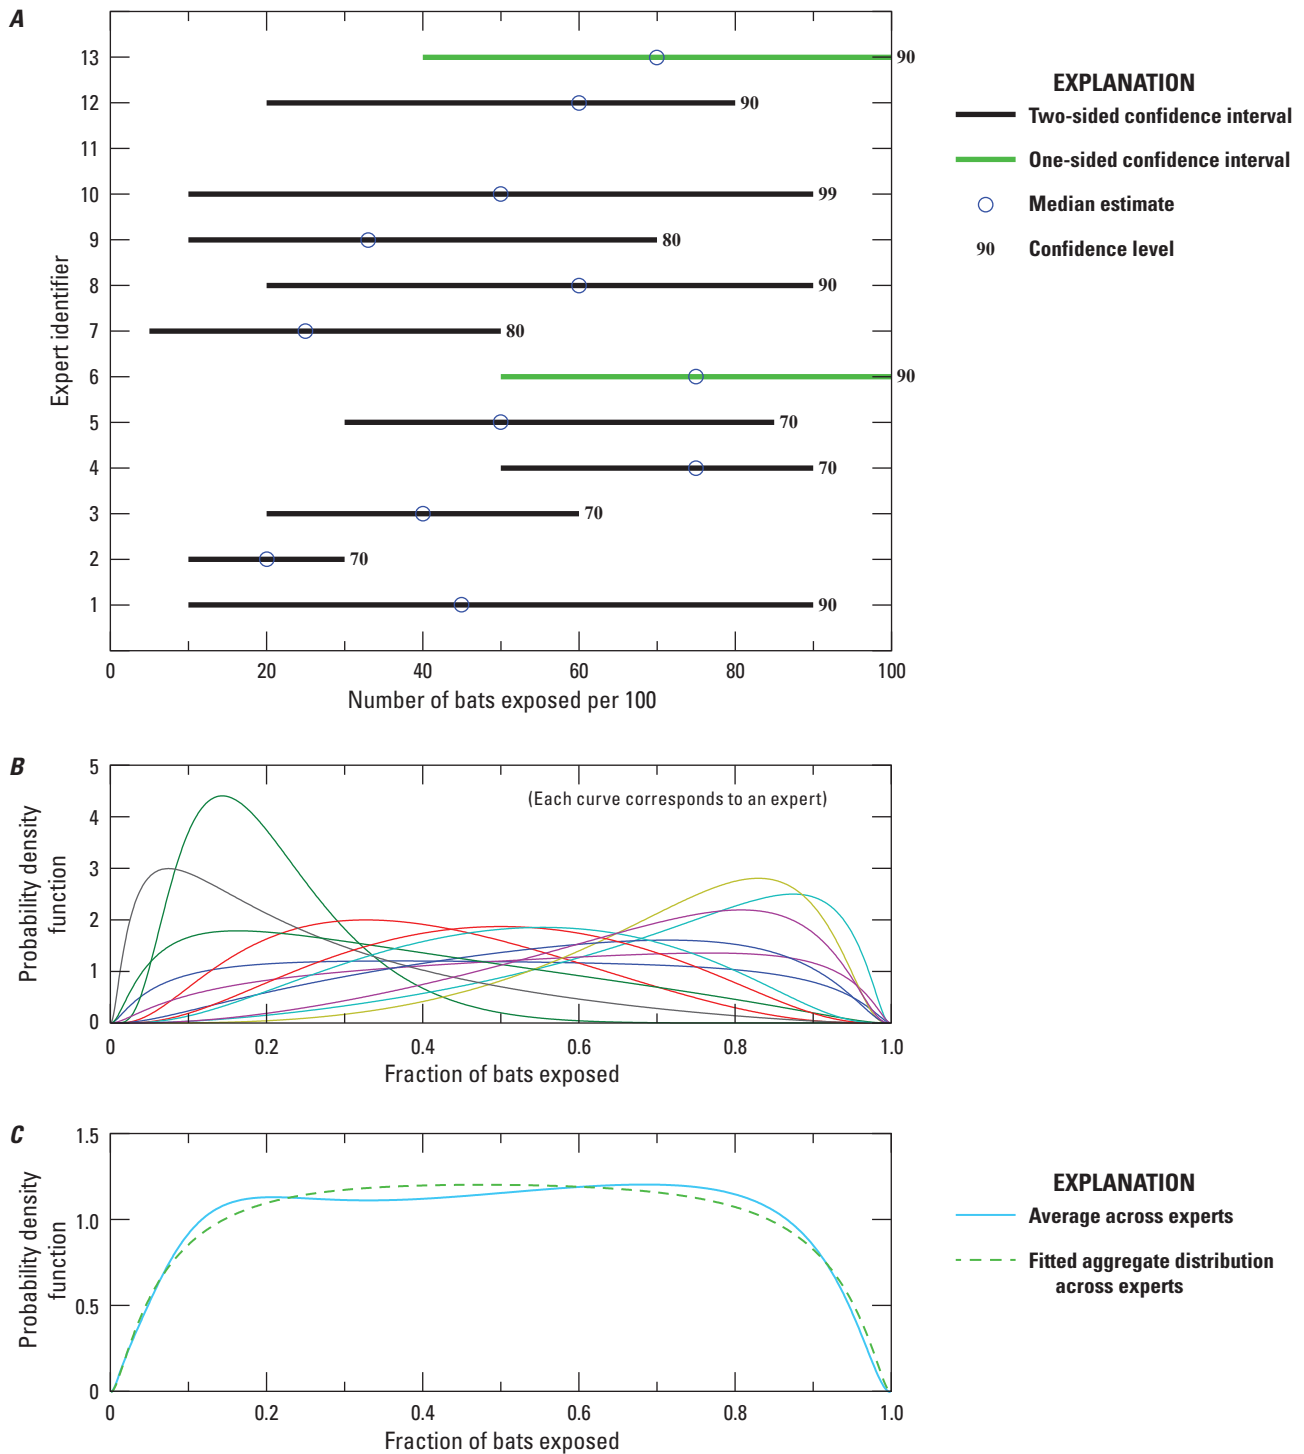 A
Expert identifier
13
12
11
10
9
8
7
6
5
4
3
2
1
90
90
99
80
90
80
90
70
70
70
70
90
0 20 40 60 80 100
Number of bats exposed per 100
EXPLANATION
Two-sided confidence interval
One-sided confidence interval
Median estimate
90 Confidence level
B
Probability density
function
5
4
3
2
1
0
(Each curve corresponds to an expert)
0 0.2 0.4 0.6 0.8 1.0
Fraction of bats exposed
C
Probability density
function
1.5
1.0
0.5
0
0 0.2 0.4 0.6 0.8 1.0
Fraction of bats exposed
EXPLANATION
Average across experts
Fitted aggregate distribution
across experts